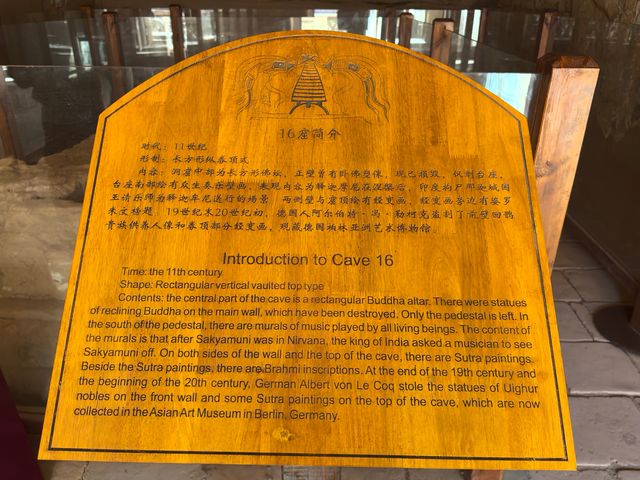 16窟简介
时代：11世纪
形制：长方形纵券顶式
内容：洞窟中部为长方形佛坛，正壁曾有卧佛塑像，现已损毁，仅剩台座，
台座南部绘有众生奏乐壁画，表现内容为释迦摩尼在涅槃后，印度拘尸那迦城国
王请乐师为释迦牟尼送行的场景，两侧壁与窟顶绘有经变画，经变画旁边有婆罗
朱文榜题，19世纪末20世纪初，德国人阿尔伯特·冯·勒柯克盗割了前壁回鹘
贵族供养人像和券顶部分经变画，现藏德国柏林亚洲艺术博物馆。
Introduction to Cave 16
Time: the 11th century
Shape: Rectangular vertical vaulted top type
Contents: the central part of the cave is a rectangular Buddha altar. There were statues
of reclining Buddha on the main wall, which have been destroyed. Only the pedestal is left. In
the south of the pedestal, there are murals of music played by all living beings. The content of
the murals is that after Sakyamuni was in Nirvana, the king of India asked a musician to see
Sakyamuni off. On both sides of the wall and the top of the cave, there are Sutra paintings.
Beside the Sutra paintings, there are Brahmi inscriptions. At the end of the 19th century and
the beginning of the 20th century, German Albert von Le Coq stole the statues of Uighur
nobles on the front wall and some Sutra paintings on the top of the cave, which are now
collected in the Asian Art Museum in Berlin, Germany.